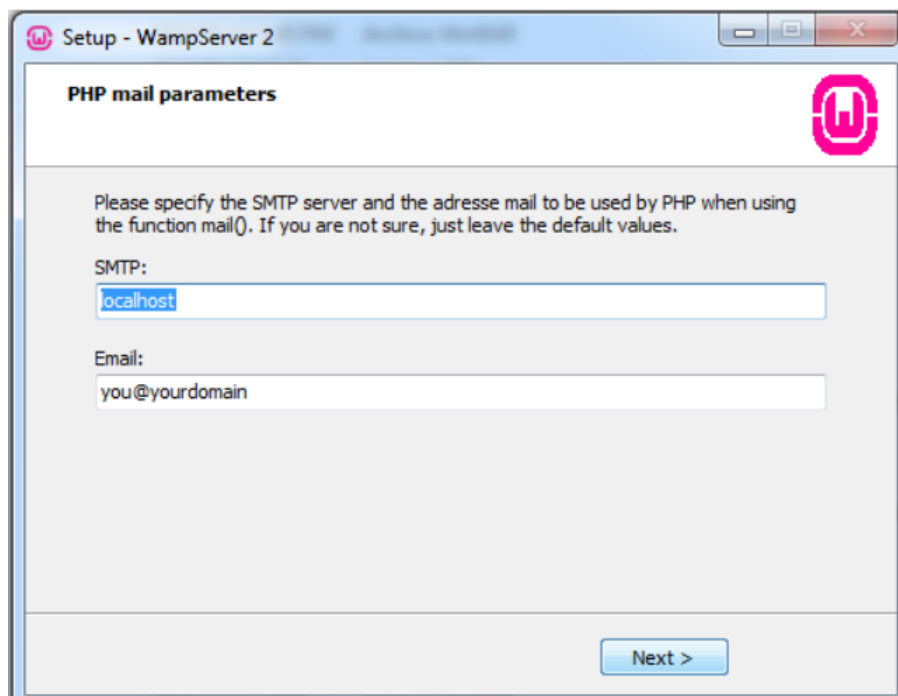 Setup - WampServer 2
PHP mail parameters
Please specify the SMTP server and the adresse mail to be used by PHP when using
the function mail(). If you are not sure, just leave the default values.
SMTP:
localhost
Email:
you@yourdomain
Next >